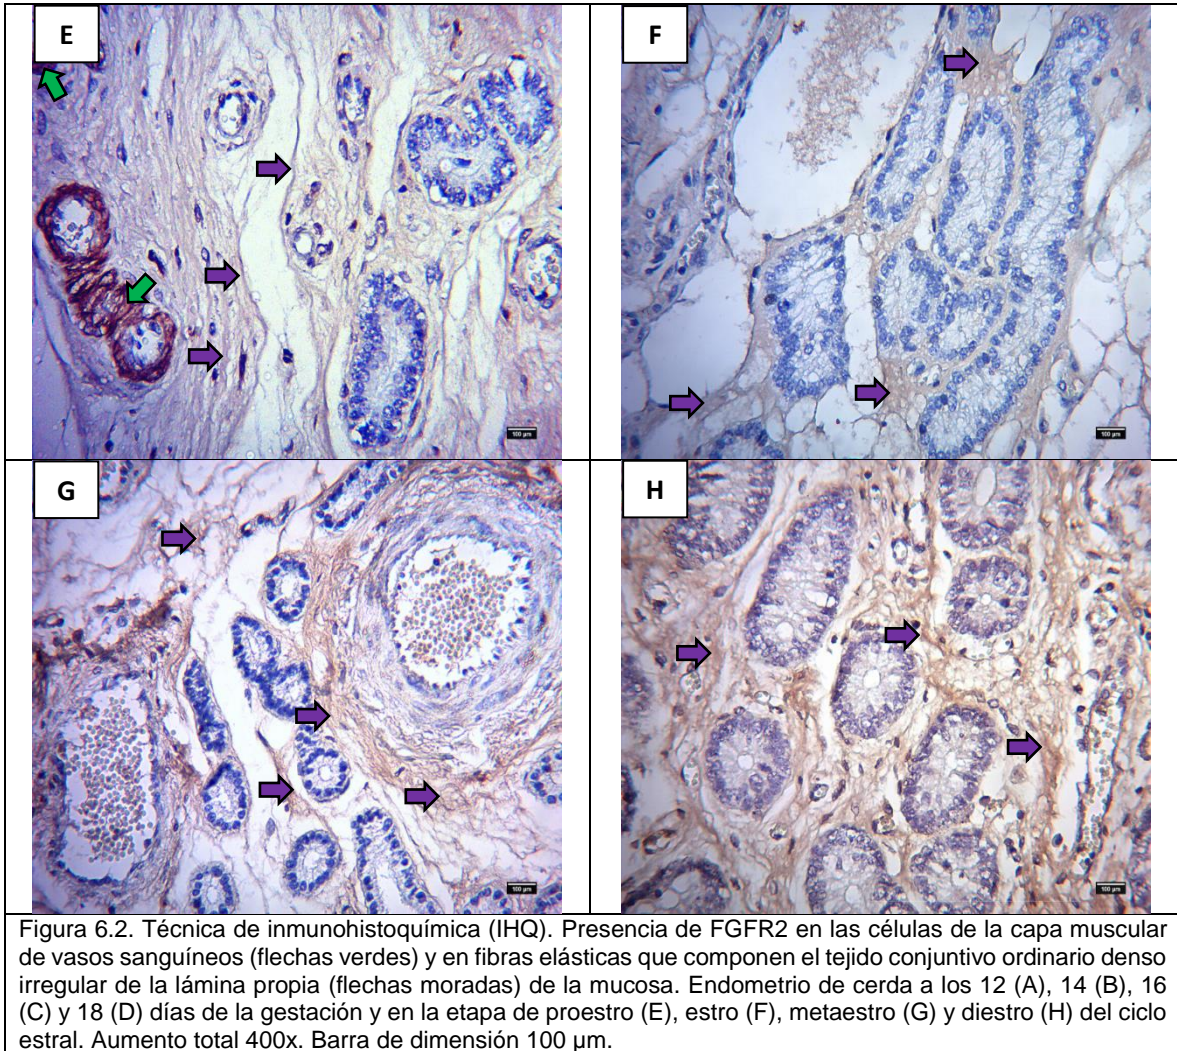 E
F
100 µm
100 µm
G
H
100 µm
100 µm
Figura 6.2. Técnica de inmunohistoquímica (IHQ). Presencia de FGFR2 en las células de la capa muscular
de vasos sanguíneos (flechas verdes) y en fibras elásticas que componen el tejido conjuntivo ordinario denso
irregular de la lámina propia (flechas moradas) de la mucosa. Endometrio de cerda a los 12 (A), 14 (B), 16
(C) y 18 (D) días de la gestación y en la etapa de proestro (E), estro (F), metaestro (G) y diestro (H) del ciclo
estral. Aumento total 400x. Barra de dimensión 100 µm.